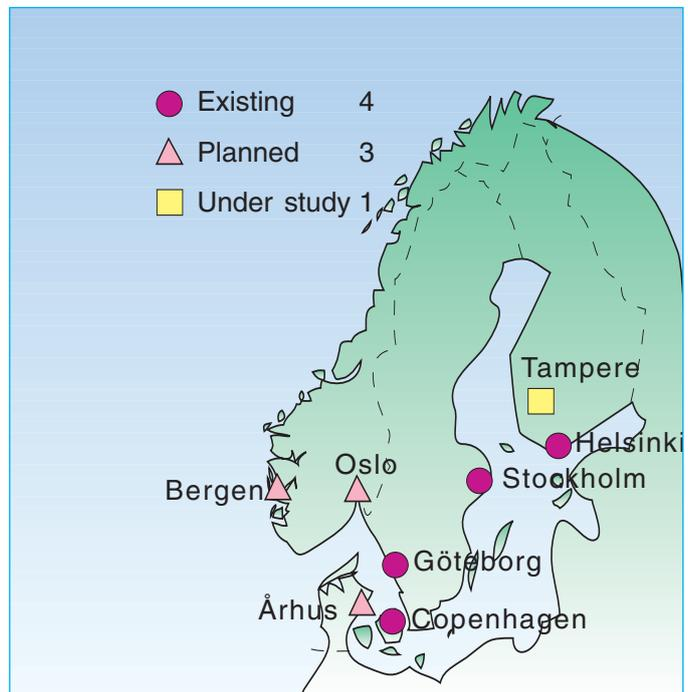 Existing 4
Planned 3
Under study 1
Tampere
Helsinki
Oslo
Stockholm
Bergen
Göteborg
Århus
Copenhagen